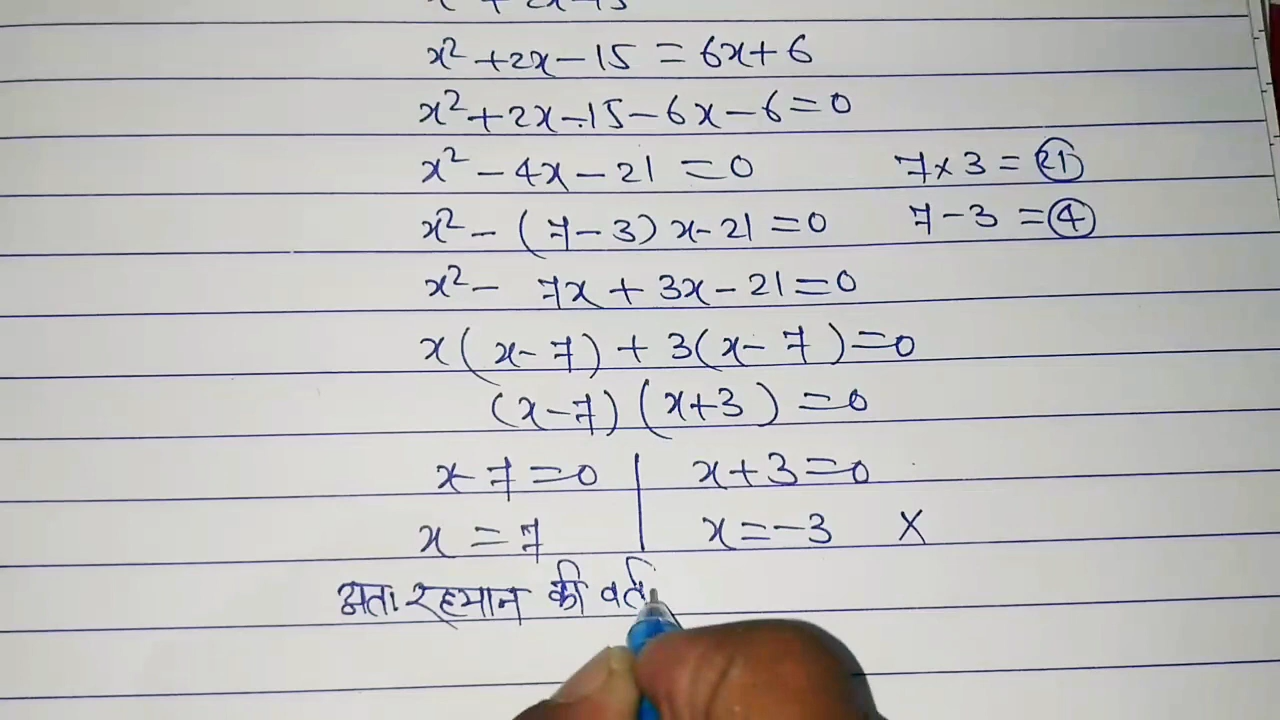 x² + 2x - 15 = 6x + 6
x² + 2x - 15 - 6x - 6 = 0
x² - 4x - 21 = 0 7 × 3 = 21
x² - (7 - 3) x - 21 = 0 7 - 3 = 4
x² - 7x + 3x - 21 = 0
x(x - 7) + 3(x - 7) = 0
(x - 7) (x + 3) = 0
x - 7 = 0 | x + 3 = 0
x = 7 | x = -3 X
अतः रहमान की